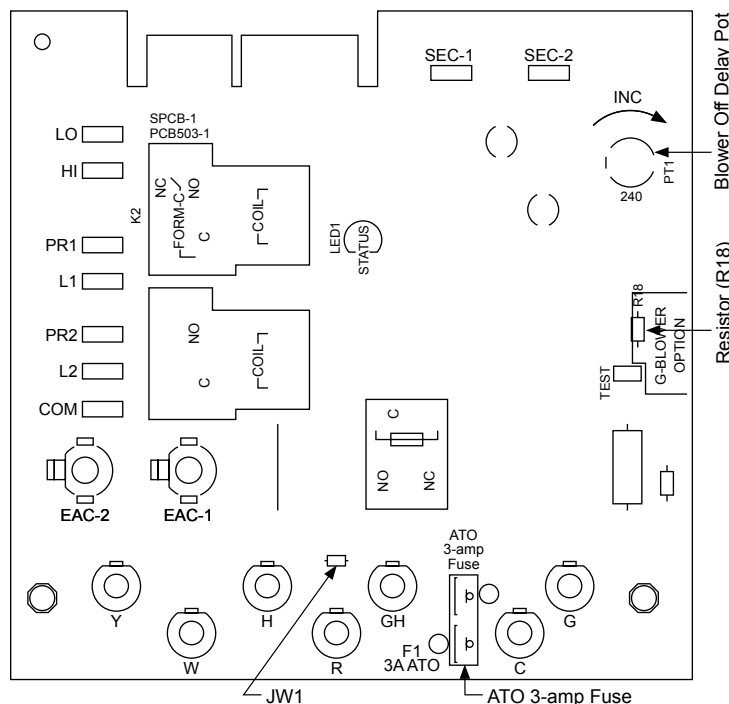 SEC-1
SEC-2
Blower Off Delay Pot
INC
PT1
240
SPCB-1
PCB503-1
LO
HI
K2
NC
NO
FORM-C
C
COIL
LED1
STATUS
PR1
L1
PR2
L2
COM
NO
C
COIL
R18
Resistor (R18)
G-BLOWER
OPTION
TEST
C
NO
NC
EAC-2
EAC-1
ATO
3-amp
Fuse
Y
H
GH
G
W
R
F1
3A ATO
C
JW1
ATO 3-amp Fuse